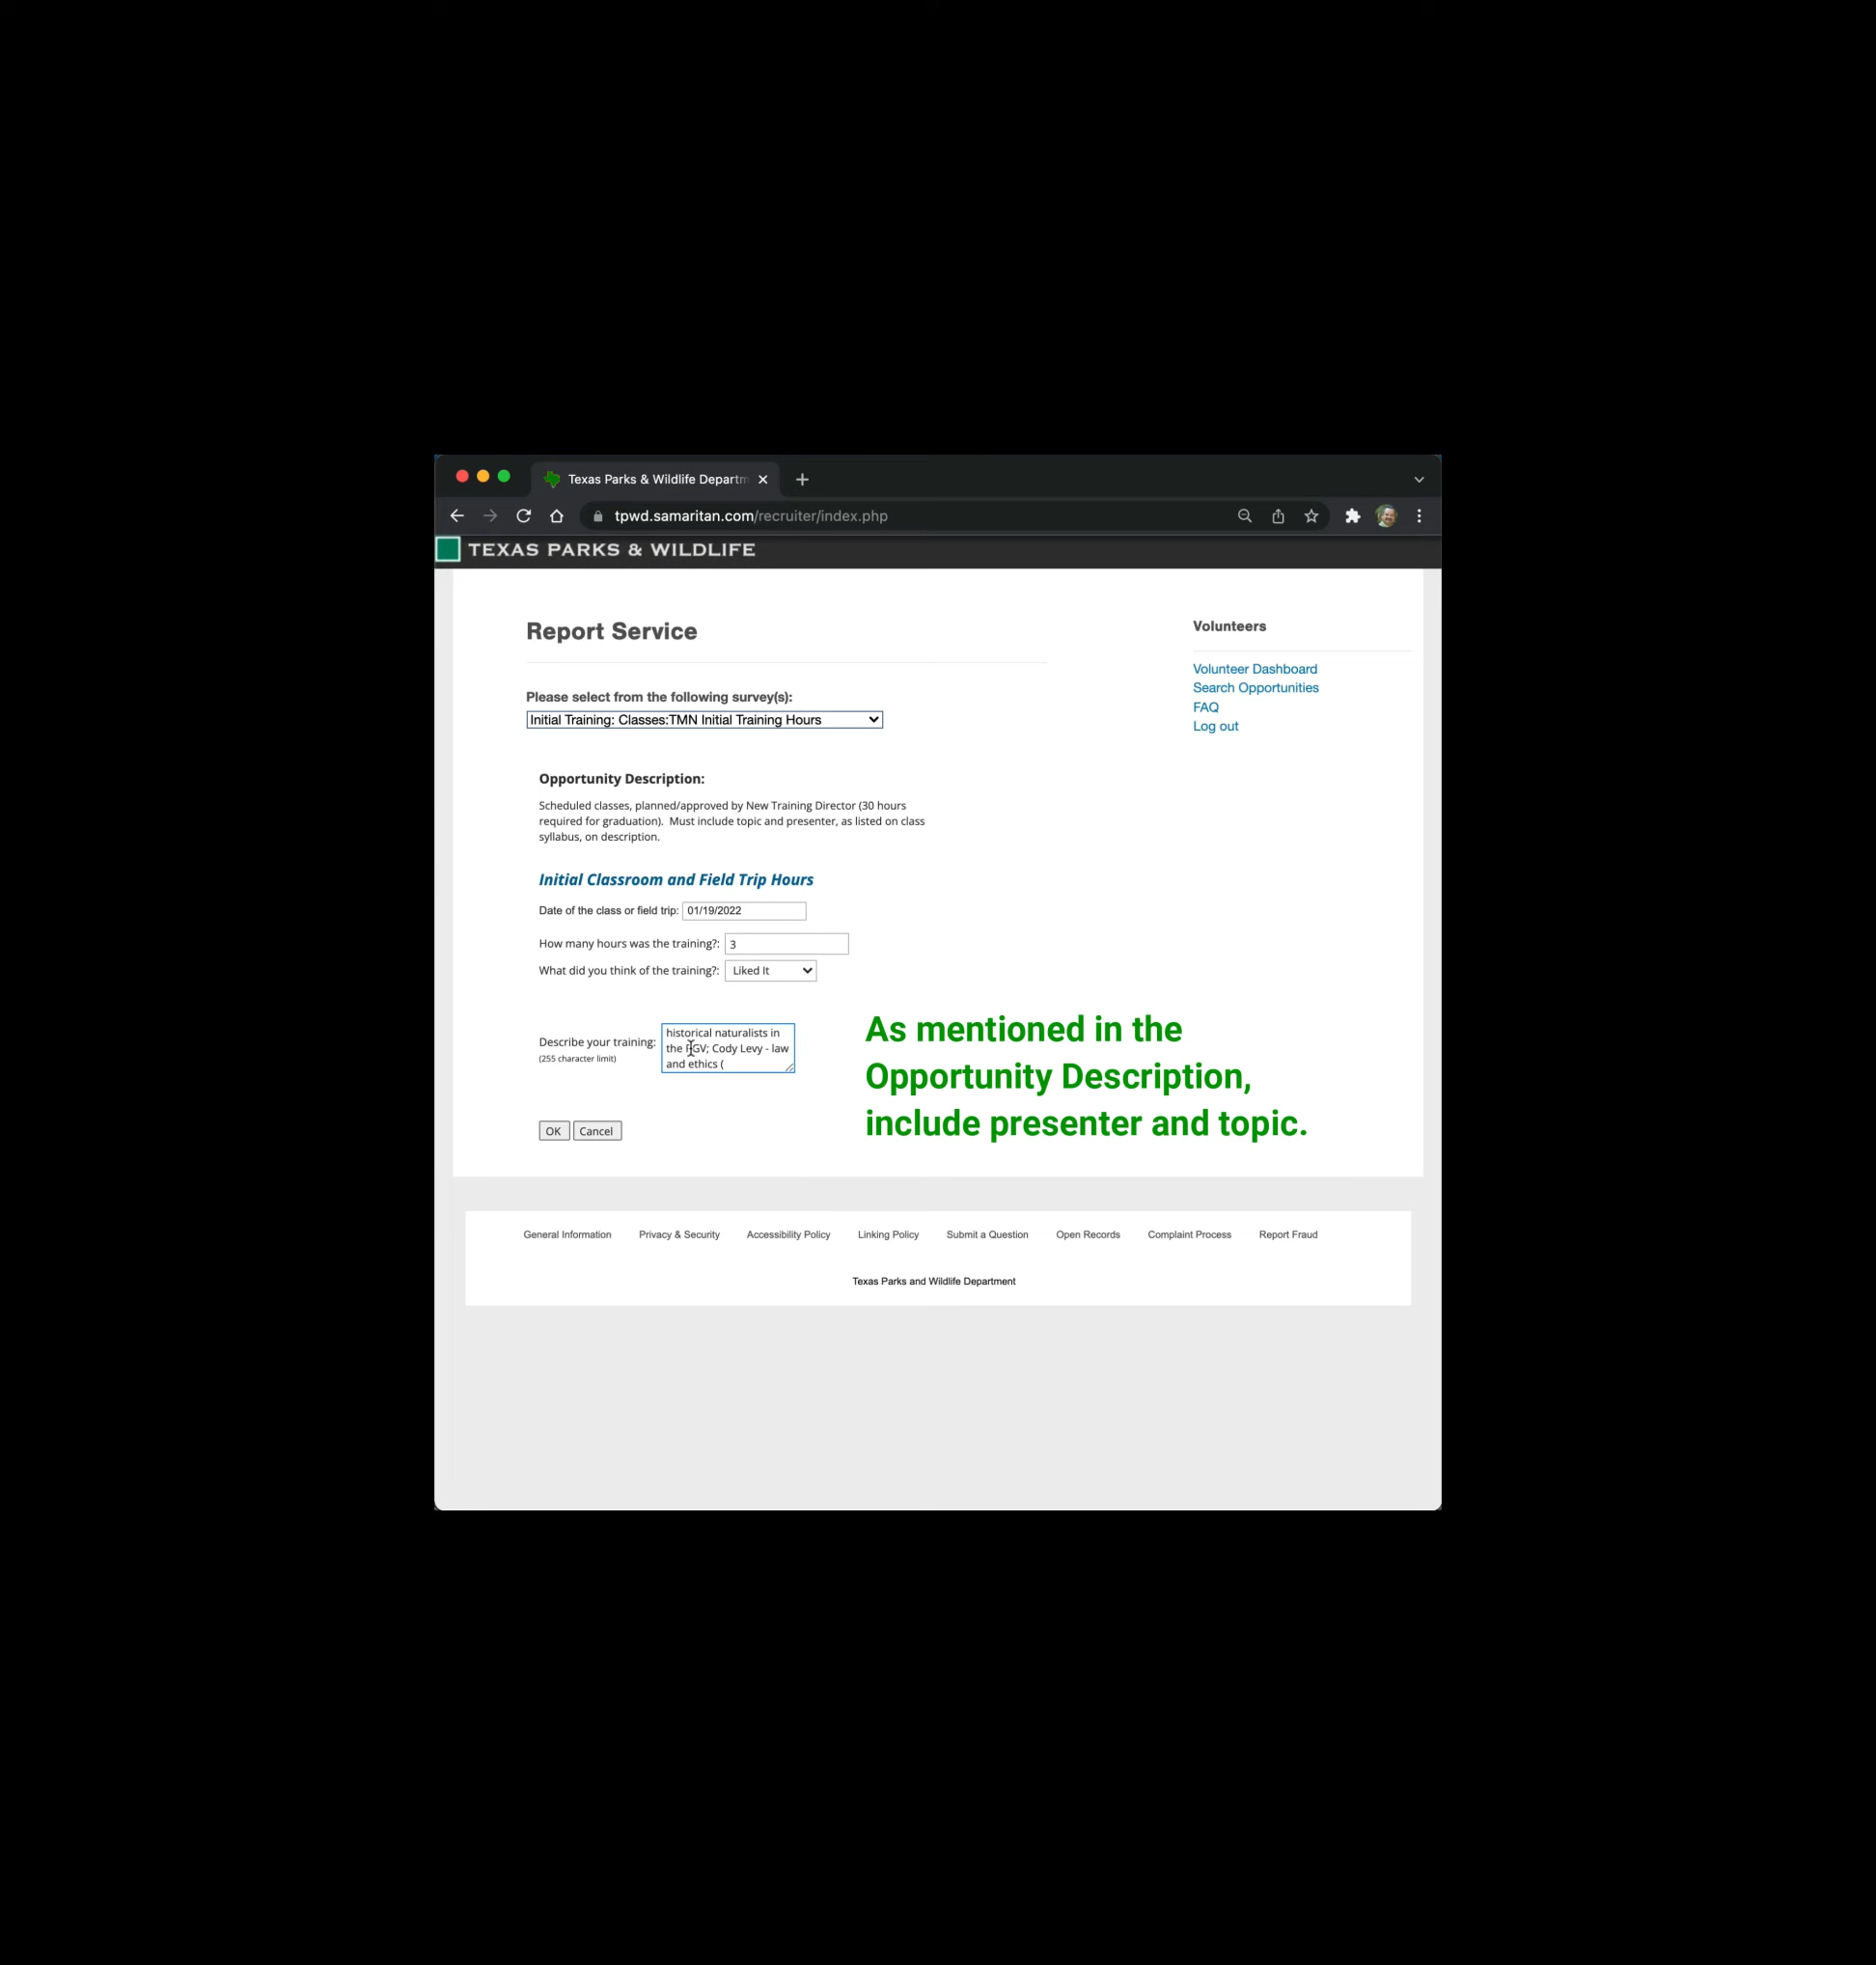 Texas Parks & Wildlife Departm
tpwd.samaritan.com/recruiter/index.php
TEXAS PARKS & WILDLIFE
Report Service
Please select from the following survey(s):
Initial Training: Classes:TMN Initial Training Hours
Opportunity Description:
Scheduled classes, planned/approved by New Training Director (30 hours
required for graduation).  Must include topic and presenter, as listed on class
syllabus, on description.
Initial Classroom and Field Trip Hours
Date of the class or field trip: 01/19/2022
How many hours was the training?: 3
What did you think of the training?: Liked It
Describe your training:
(255 character limit)
historical naturalists in
the RGV; Cody Levy - law
and ethics (
OK Cancel
As mentioned in the
Opportunity Description,
include presenter and topic.
Volunteers
Volunteer Dashboard
Search Opportunities
FAQ
Log out
General Information Privacy & Security Accessibility Policy Linking Policy Submit a Question Open Records Complaint Process Report Fraud
Texas Parks and Wildlife Department